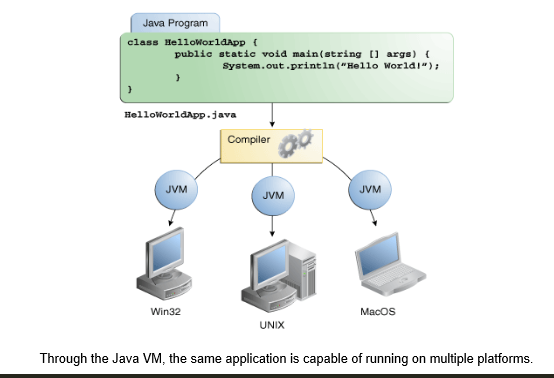 Java Program
class HelloWorldApp {
public static void main(string [] args) {
System.out.println("Hello World!");
}
}
HelloWorldApp.java
Compiler
JVM
JVM
JVM
Win32
UNIX
MacOS
Through the Java VM, the same application is capable of running on multiple platforms.